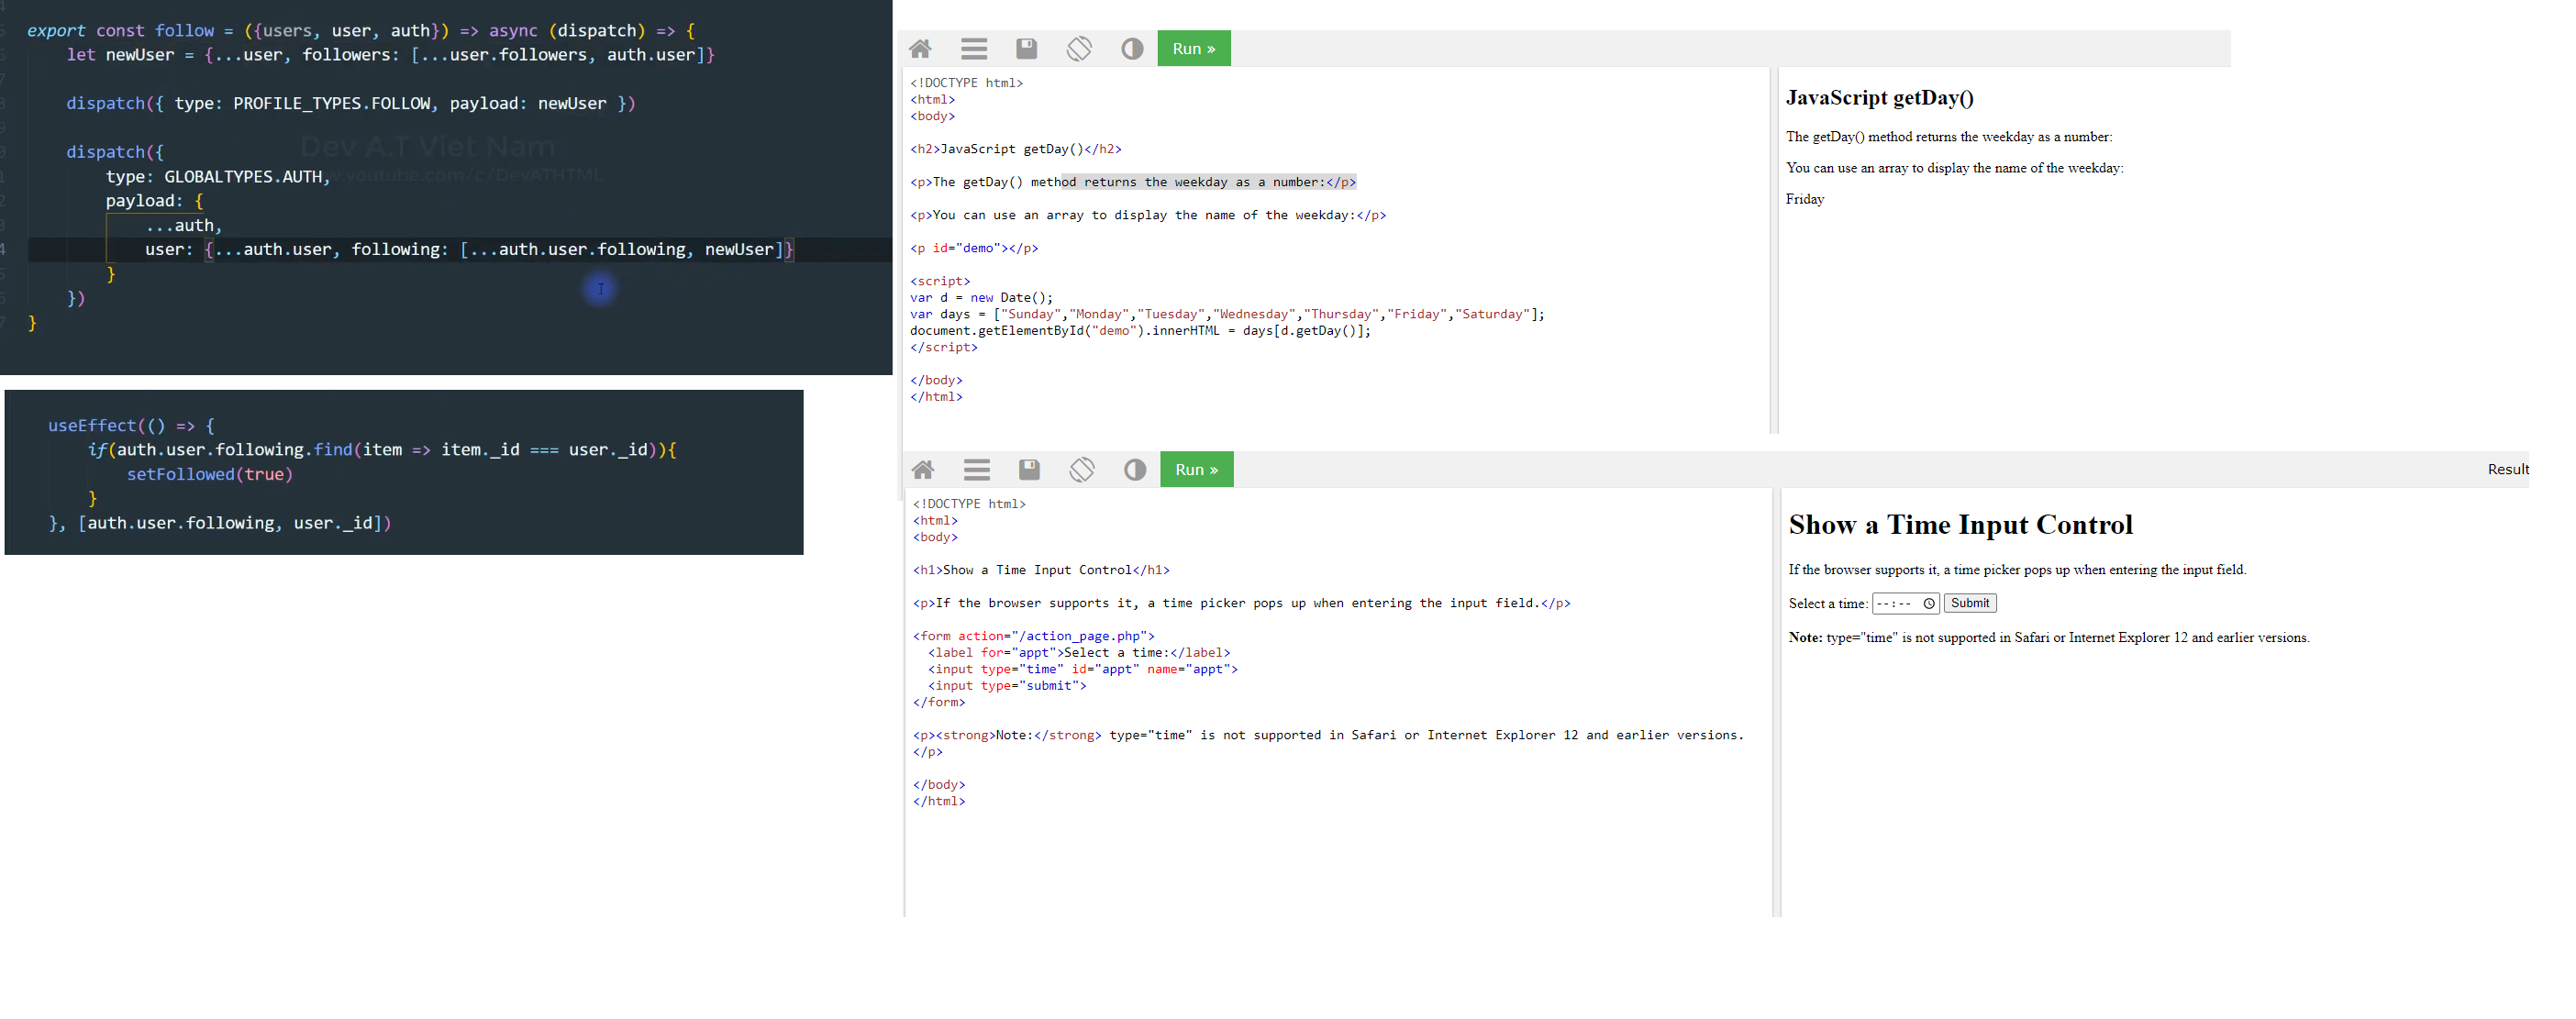 export const follow = ({users, user, auth}) => async (dispatch) => {
let newUser = {...user, followers: [...user.followers, auth.user]}
dispatch({ type: PROFILE_TYPES.FOLLOW, payload: newUser })
Dev A.T Viet Nam
dispatch({
type: GLOBALTYPES.AUTH,
youtube.com/c/DevATHTML
payload: {
...auth,
user: {...auth.user, following: [...auth.user.following, newUser]}
}
})
}
useEffect(() => {
if(auth.user.following.find(item => item._id === user._id)){
setFollowed(true)
}
}, [auth.user.following, user._id])
Run »
<!DOCTYPE html>
<html>
<body>
<h2>JavaScript getDay()</h2>
<p>The getDay() method returns the weekday as a number:</p>
<p>You can use an array to display the name of the weekday:</p>
<p id="demo"></p>
<script>
var d = new Date();
var days = ["Sunday","Monday","Tuesday","Wednesday","Thursday","Friday","Saturday"];
document.getElementById("demo").innerHTML = days[d.getDay()];
</script>
</body>
</html>
JavaScript getDay()
The getDay() method returns the weekday as a number:
You can use an array to display the name of the weekday:
Friday
Run »
Result
<!DOCTYPE html>
<html>
<body>
<h1>Show a Time Input Control</h1>
<p>If the browser supports it, a time picker pops up when entering the input field.</p>
<form action="/action_page.php">
<label for="appt">Select a time:</label>
<input type="time" id="appt" name="appt">
<input type="submit">
</form>
<p><strong>Note:</strong> type="time" is not supported in Safari or Internet Explorer 12 and earlier versions.
</p>
</body>
</html>
Show a Time Input Control
If the browser supports it, a time picker pops up when entering the input field.
Select a time: --:-- Submit
Note: type="time" is not supported in Safari or Internet Explorer 12 and earlier versions.